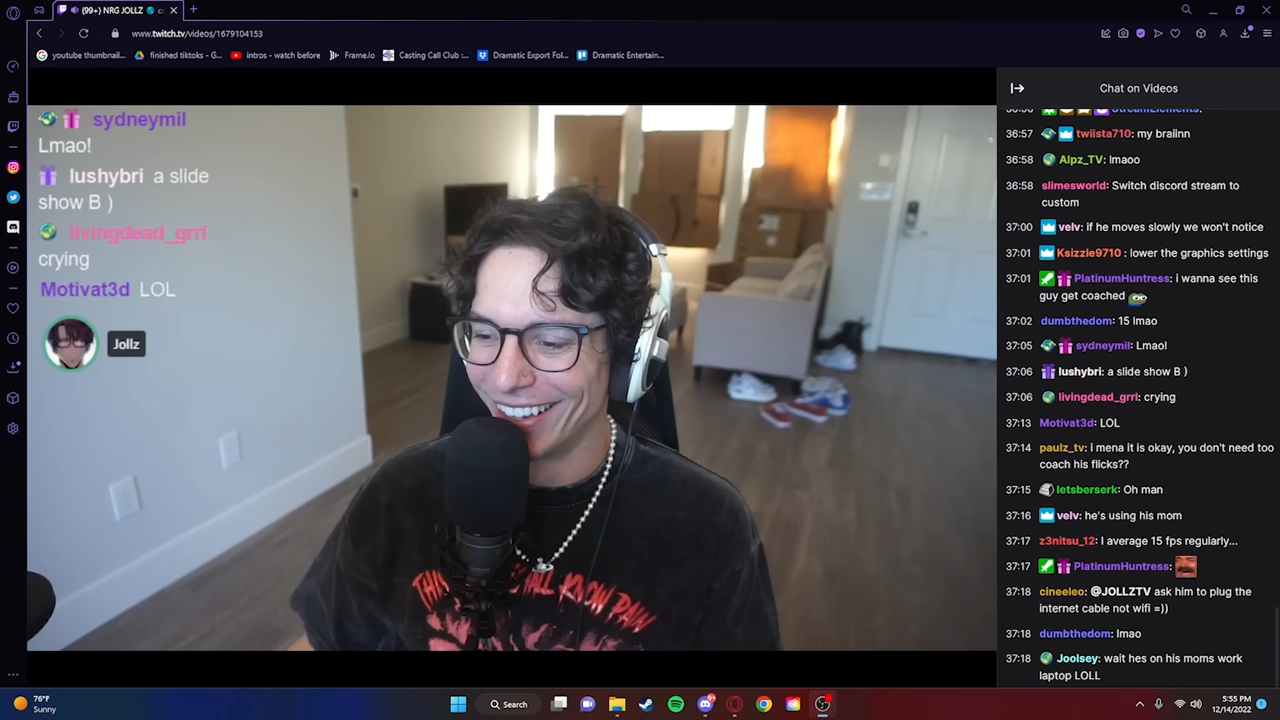 (99+) NRG JOLLZ
www.twitch.tv/videos/1679104153
youtube thumbnail...
finished tiktoks - G...
intros - watch before
Frame.io
Casting Call Club :...
Dramatic Export Fol...
Dramatic Entertain...
sydneymil
Lmao!
lushybri a slide
show B )
livingdead_grrl
crying
Motivat3d LOL
Jollz
THIS
ALL KNOW PAIN
Chat on Videos
36:56 StreamElements:
36:57 twiista710: my bralinn
36:58 Alpz_TV: lmaoo
36:58 slimesworld: Switch discord stream to
custom
37:00 velv: if he moves slowly we won't notice
37:01 Ksizzle9710 : lower the graphics settings
37:01 PlatinumHuntress: i wanna see this
guy get coached
37:02 dumbthedom: 15 lmao
37:05 sydneymil: Lmao!
37:06 lushybri: a slide show B )
37:06 livingdead_grrl: crying
37:13 Motivat3d: LOL
37:14 paulz_tv: i mena it is okay, you don't need too
coach his flicks??
37:15 letsberserk: Oh man
37:16 velv: he's using his mom
37:17 z3nitsu_12: I average 15 fps regularly...
37:17 PlatinumHuntress:
37:18 cineeleo: @JOLLZTV ask him to plug the
internet cable not wifi =))
37:18 dumbthedom: lmao
37:18 Joolsey: wait hes on his moms work
laptop LOLL
76°F
Sunny
Search
5:55 PM
12/14/2022